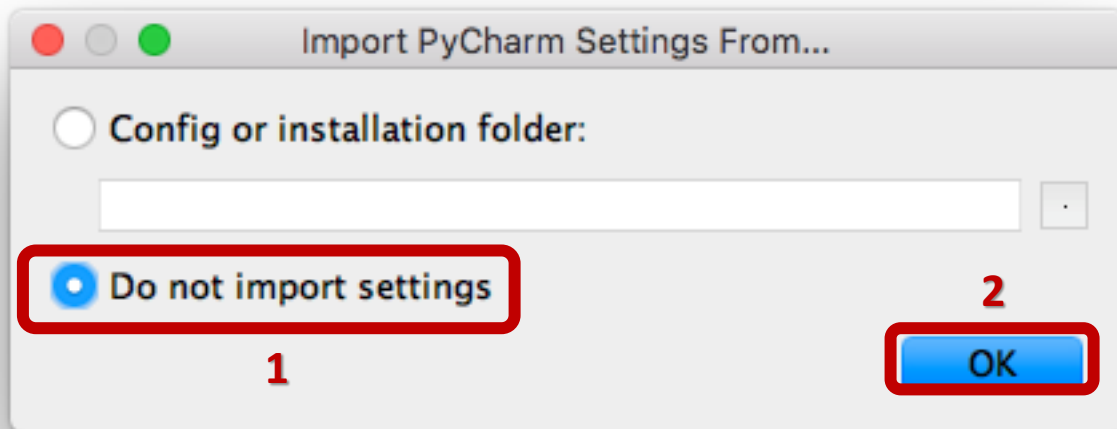 Import PyCharm Settings From...
Config or installation folder:
.
Do not import settings
2
1
OK